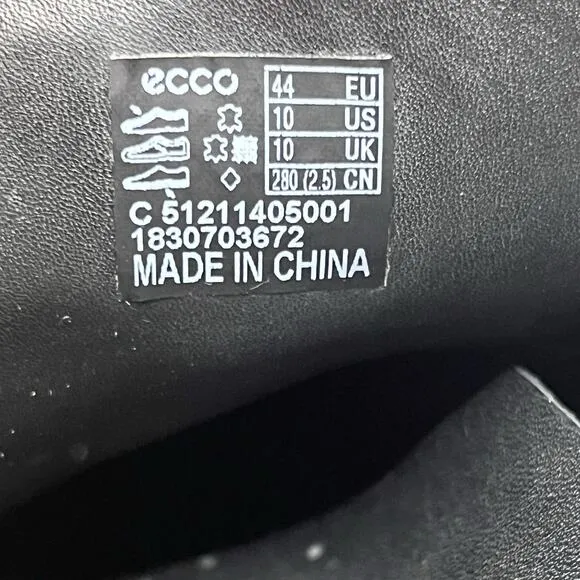 ecco
44 EU
10 US
10 UK
280 (2.5) CN
C 51211405001
1830703672
MADE IN CHINA